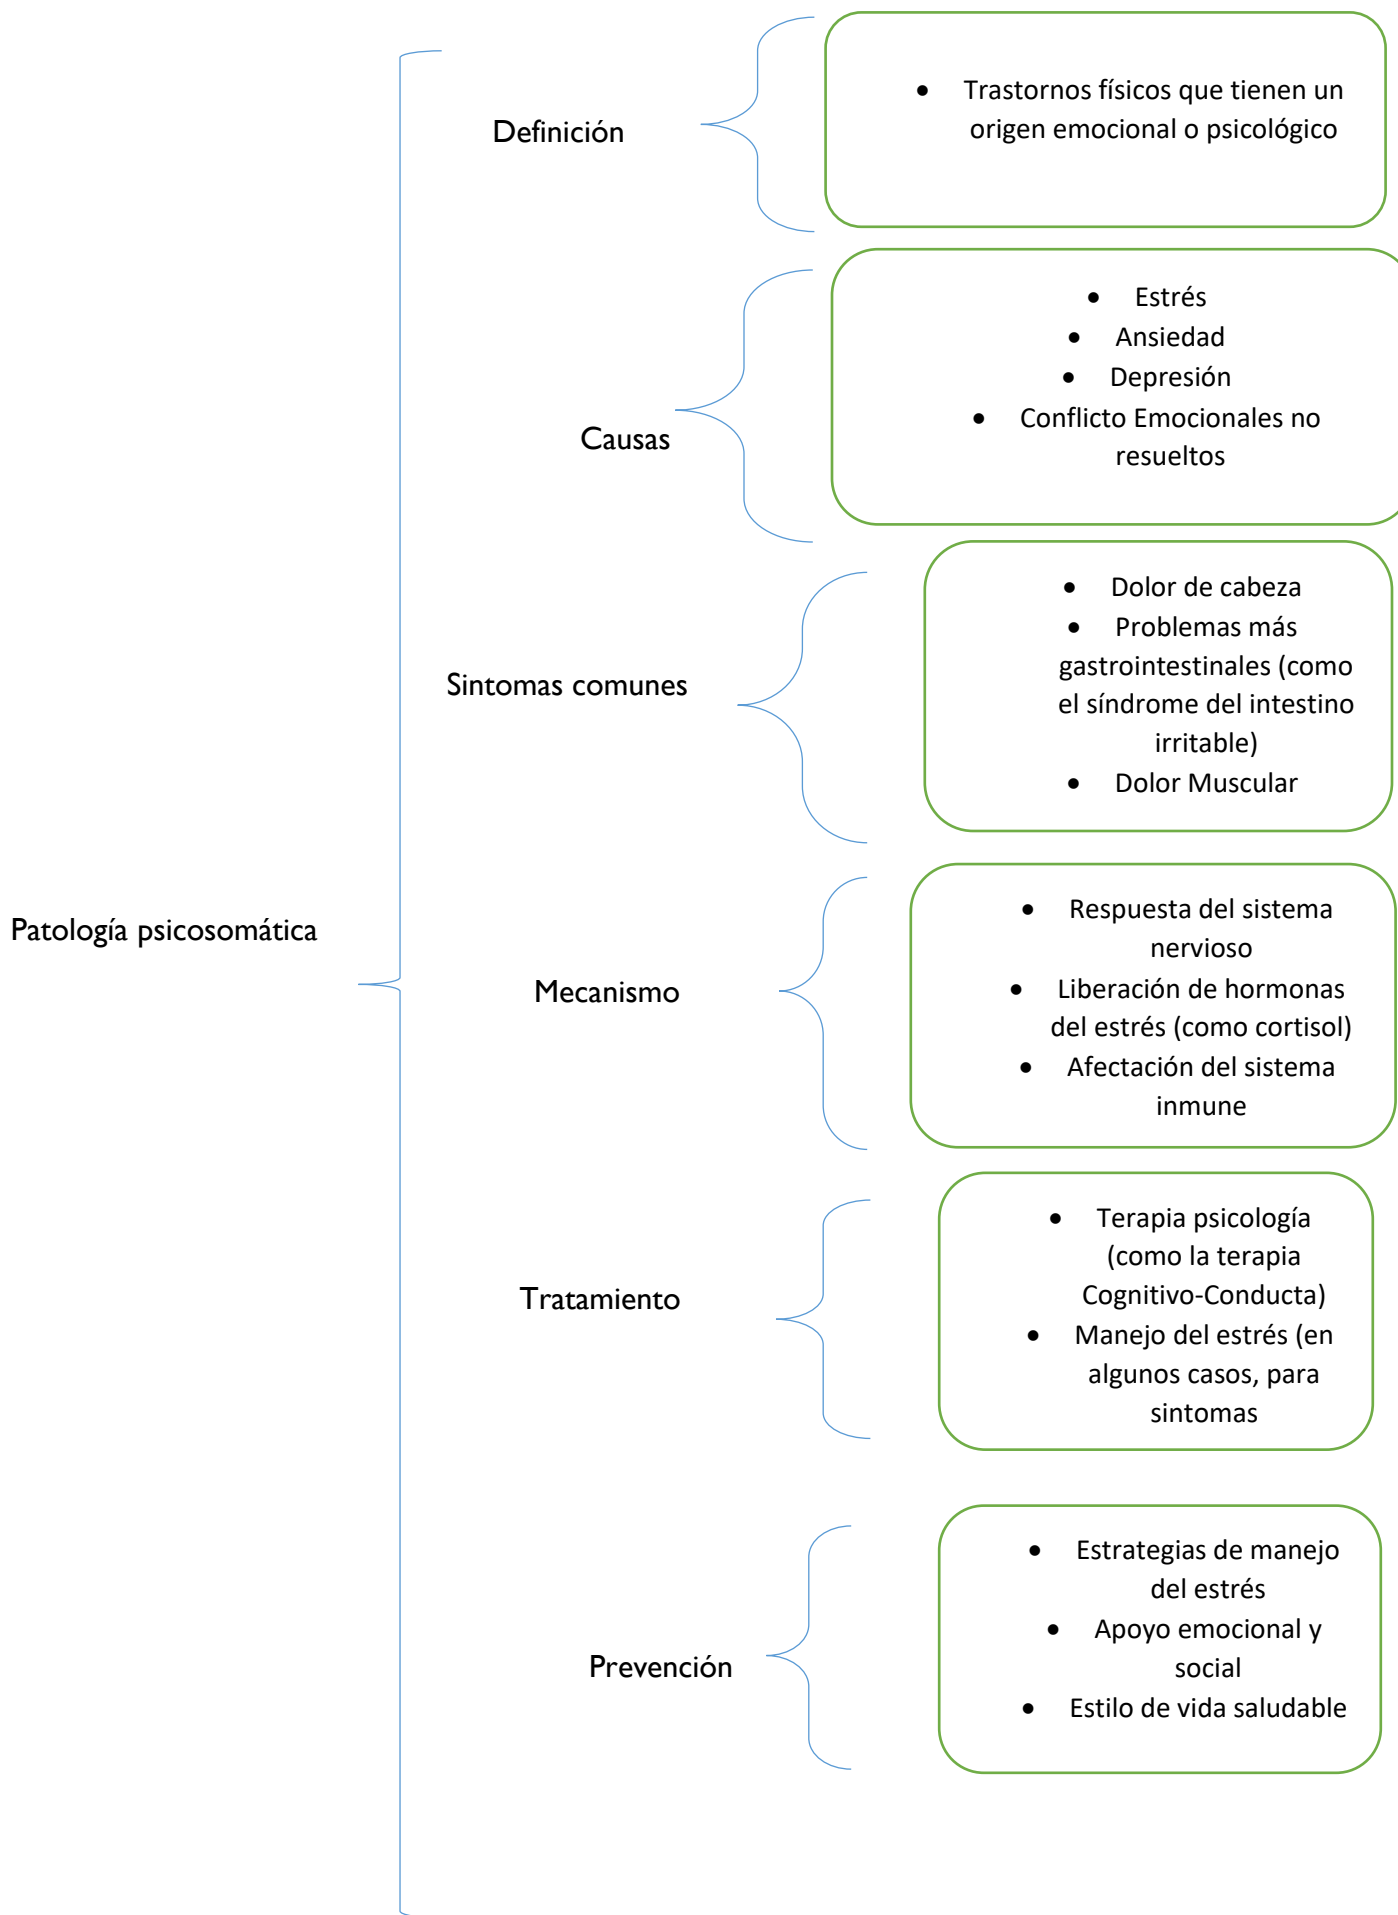 Patología psicosomática
Definición
• Trastornos físicos que tienen un
origen emocional o psicológico
Causas
• Estrés
• Ansiedad
• Depresión
• Conflicto Emocionales no
resueltos
Sintomas comunes
• Dolor de cabeza
• Problemas más
gastrointestinales (como
el síndrome del intestino
irritable)
• Dolor Muscular
Mecanismo
• Respuesta del sistema
nervioso
• Liberación de hormonas
del estrés (como cortisol)
• Afectación del sistema
inmune
Tratamiento
• Terapia psicología
(como la terapia
Cognitivo-Conducta)
• Manejo del estrés (en
algunos casos, para
sintomas
Prevención
• Estrategias de manejo
del estrés
• Apoyo emocional y
social
• Estilo de vida saludable